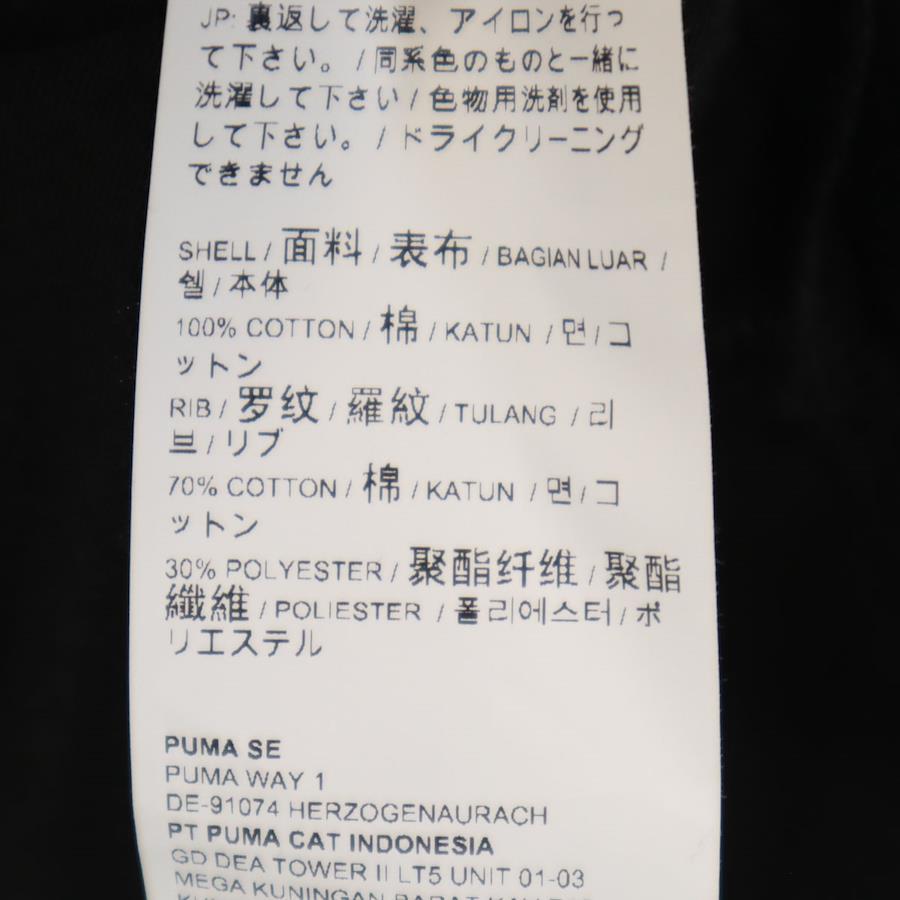 JP: 裏返して洗濯、アイロンを行っ
て下さい。/ 同系色のものと一緒に
洗濯して下さい / 色物用洗剤を使用
して下さい。/ ドライクリーニング
できません
SHELL / 面料 / 表布 / BAGIAN LUAR /
쉘 / 本体
100% COTTON / 棉 / KATUN / 면 / コ
ットン
RIB / 罗纹 / 羅紋 / TULANG / 리
브 / リブ
70% COTTON / 棉 / KATUN / 면 / コ
ットン
30% POLYESTER / 聚酯纤维 / 聚酯
纖維 / POLIESTER / 폴리에스터 / ポ
リエステル
PUMA SE
PUMA WAY 1
DE-91074 HERZOGENAURACH
PT PUMA CAT INDONESIA
GD DEA TOWER II LT5 UNIT 01-03
MEGA KUNINGAN BARAT